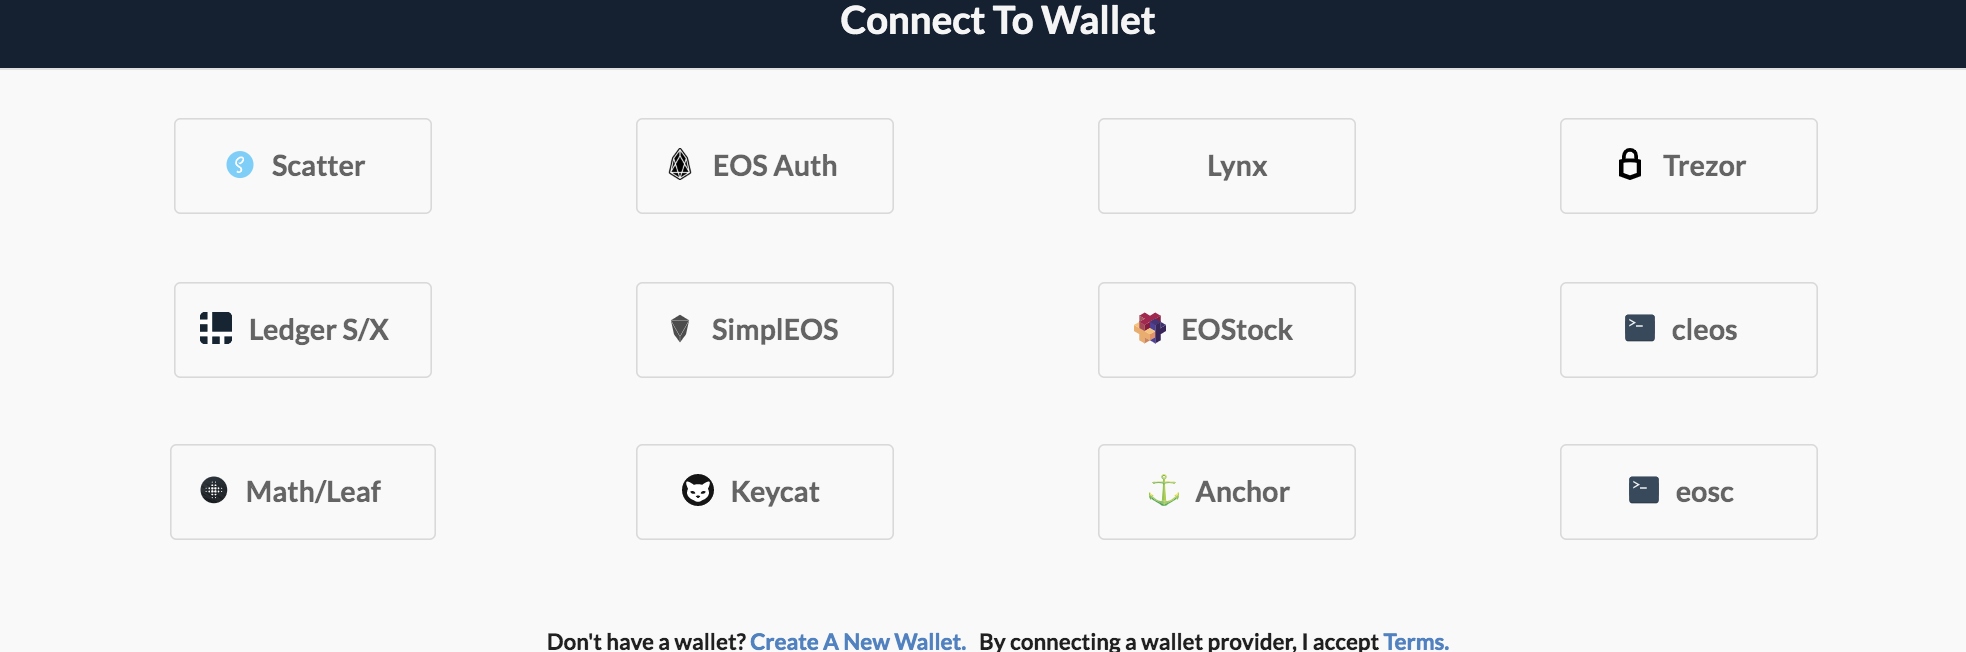 Connect To Wallet
Scatter
EOS Auth
Lynx
Trezor
Ledger S/X
SimplEOS
EOStock
cleos
Math/Leaf
Keycat
Anchor
eosc
Don't have a wallet? Create A New Wallet. By connecting a wallet provider, I accept Terms.